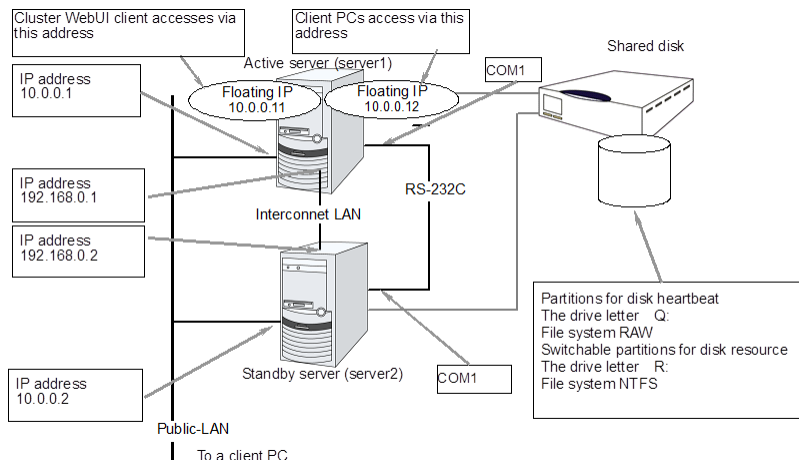 Cluster WebUI client accesses via
this address
Client PCs access via this
address
Shared disk
Active server (server1)
IP address
10.0.0.1
Floating IP
10.0.0.11
Floating IP
10.0.0.12
COM1
IP address
192.168.0.1
RS-232C
Interconnet LAN
IP address
192.168.0.2
Partitions for disk heartbeat
The drive letter Q:
File system RAW
Switchable partitions for disk resource
The drive letter R:
File system NTFS
Standby server (server2)
COM1
IP address
10.0.0.2
Public-LAN
To a client PC